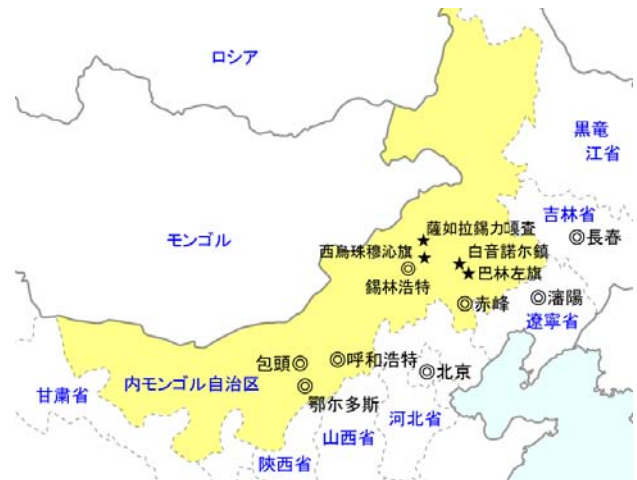 ロシア
黒竜
江省
モンゴル
吉林省
薩如拉錫力嘎査
◎長春
西烏珠穆沁旗
白音諾尓鎮
巴林左旗
錫林浩特
◎赤峰
◎瀋陽
遼寧省
包頭◎
◎呼和浩特
◎北京
甘粛省
内モンゴル自治区
鄂尓多斯
河北省
山西省
陝西省